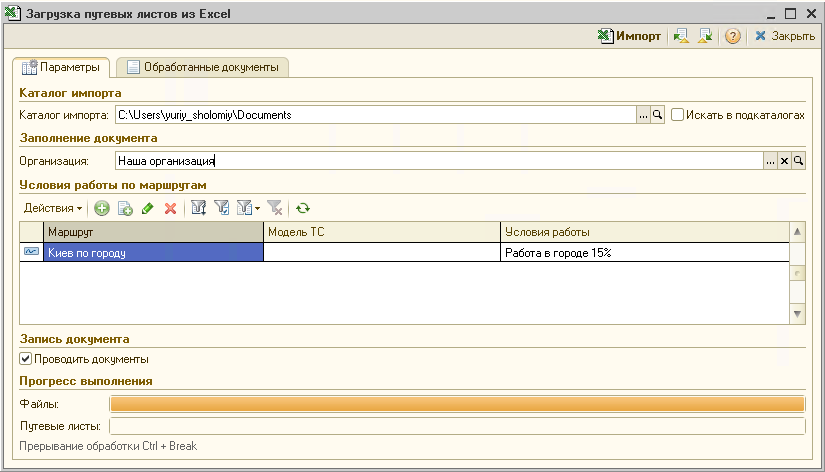 Загрузка путевых листов из Excel
Импорт ? Закрыть
Параметры Обработанные документы
Каталог импорта
Каталог импорта: C:\Users\yuriy_sholomiy\Documents ... Искать в подкаталогах
Заполнение документа
Организация: Наша организация ...
Условия работы по маршрутам
Действия
Маршрут Модель ТС Условия работы
Киев по городу Работа в городе 15%
Запись документа
Проводить документы
Прогресс выполнения
Файлы:
Путевые листы:
Прерывание обработки Ctrl + Break